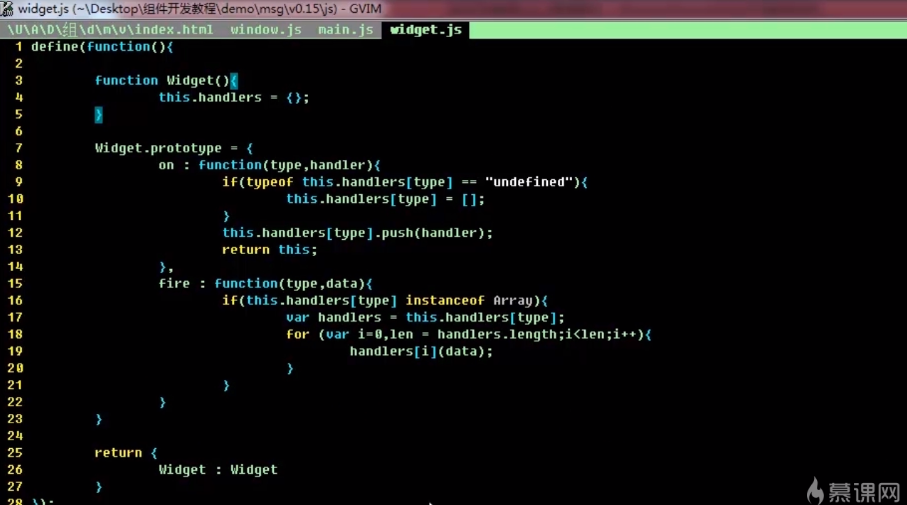 widget.js (~\Desktop\组件开发教程\demo\msg\v0.15\js) - GVIM
\U\A\D\组\d\m\v\index.html window.js main.js widget.js
1 define(function(){
2
3 function Widget(){
4 this.handlers = {};
5 }
6
7 Widget.prototype = {
8 on : function(type,handler){
9 if(typeof this.handlers[type] == "undefined"){
10 this.handlers[type] = [];
11 }
12 this.handlers[type].push(handler);
13 return this;
14 },
15 fire : function(type,data){
16 if(this.handlers[type] instanceof Array){
17 var handlers = this.handlers[type];
18 for (var i=0,len = handlers.length;i<len;i++){
19 handlers[i](data);
20 }
21 }
22 }
23 }
24
25 return {
26 Widget : Widget
27 }
28 });
慕课网